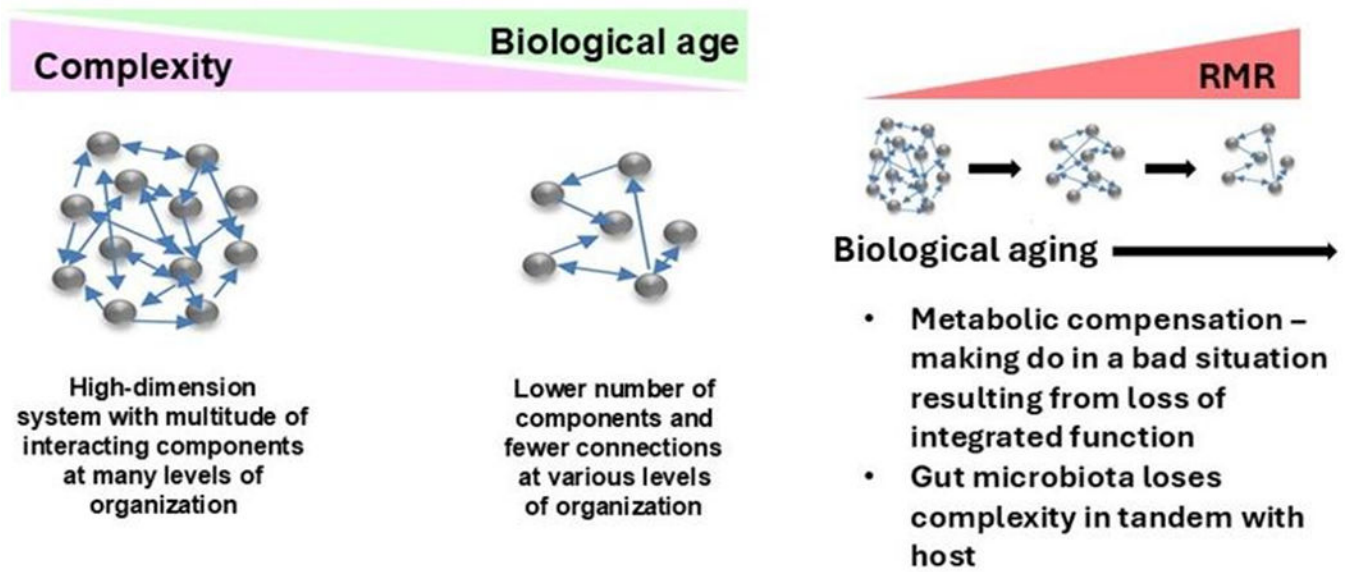 Complexity
Biological age
High-dimension
system with multitude of
interacting components
at many levels of
organization
Lower number of
components and
fewer connections
at various levels
of organization
RMR
Biological aging
• Metabolic compensation –
making do in a bad situation
resulting from loss of
integrated function
• Gut microbiota loses
complexity in tandem with
host